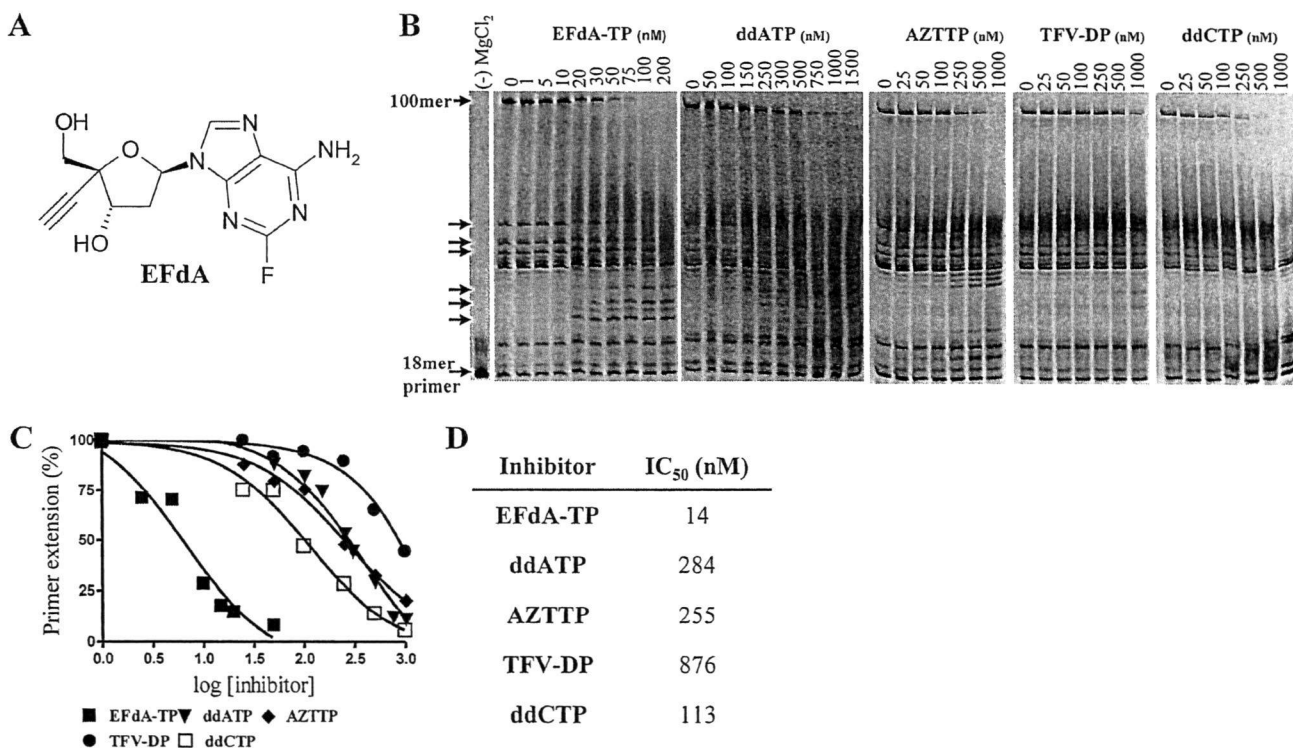 A
OH
O
N
N
NH₂
N
N
HO
F
EFdA
B
EFdA-TP (nM) ddATP (nM) AZTTP (nM) TFV-DP (nM) ddCTP (nM)
(-) MgCl₂
0 1 5 10 20 30 50 75 100 200
0 50 100 150 250 300 500 750 1000 1500
0 25 50 100 250 500 1000
0 25 50 100 250 500 1000
0 25 50 100 250 500 1000
100mer
18mer
primer
C
Primer extension (%)
100
75
50
25
0
0.0 0.5 1.0 1.5 2.0 2.5 3.0
log [inhibitor]
EFdA-TP ddATP AZTTP
TFV-DP ddCTP
D
Inhibitor IC₅₀ (nM)
EFdA-TP 14
ddATP 284
AZTTP 255
TFV-DP 876
ddCTP 113